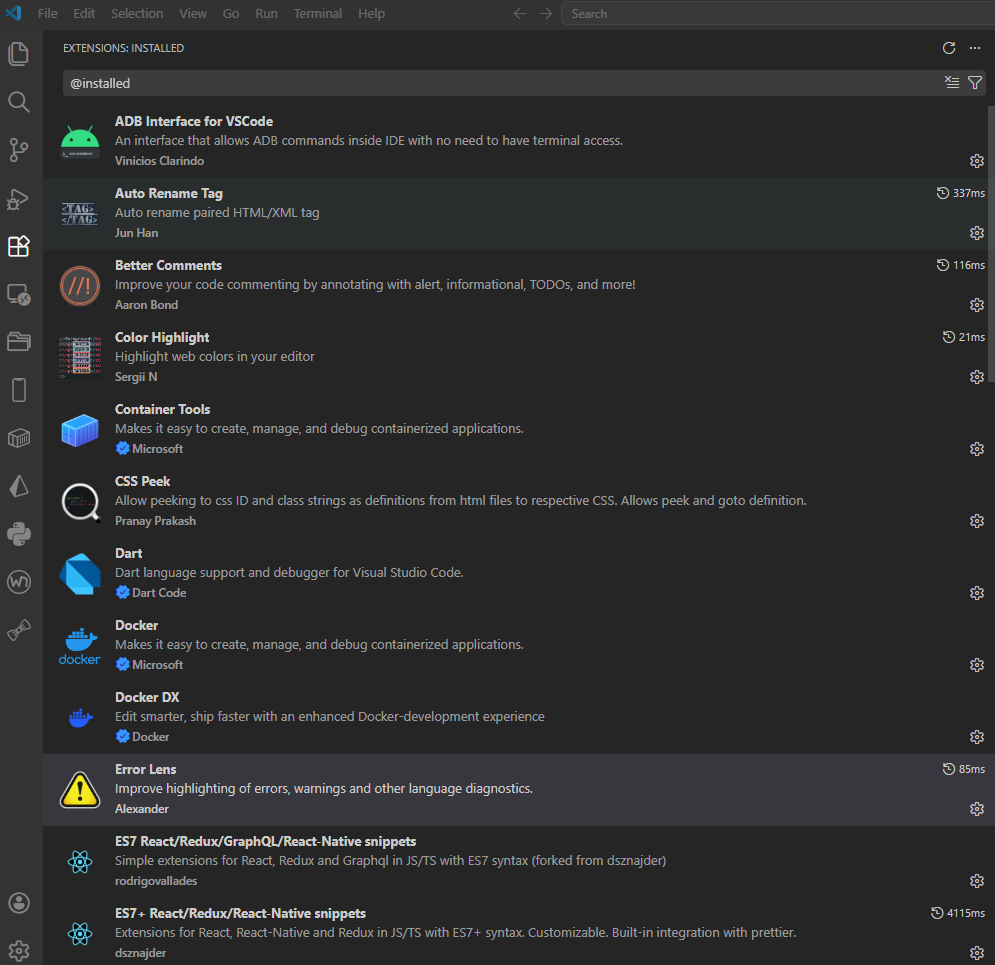 File Edit Selection View Go Run Terminal Help Search
EXTENSIONS: INSTALLED
@installed
ADB Interface for VSCode
An interface that allows ADB commands inside IDE with no need to have terminal access.
Vinicios Clarindo
Auto Rename Tag 337ms
<TAG>
</TAG>
Auto rename paired HTML/XML tag
Jun Han
Better Comments 116ms
//!
Improve your code commenting by annotating with alert, informational, TODOs, and more!
Aaron Bond
Color Highlight 21ms
Highlight web colors in your editor
Sergii N
Container Tools
Makes it easy to create, manage, and debug containerized applications.
Microsoft
CSS Peek
Allow peeking to css ID and class strings as definitions from html files to respective CSS. Allows peek and goto definition.
Pranay Prakash
Dart
Dart language support and debugger for Visual Studio Code.
Dart Code
Docker
Makes it easy to create, manage, and debug containerized applications.
docker
Microsoft
Docker DX
Edit smarter, ship faster with an enhanced Docker-development experience
Docker
Error Lens 85ms
Improve highlighting of errors, warnings and other language diagnostics.
Alexander
ES7 React/Redux/GraphQL/React-Native snippets
Simple extensions for React, Redux and Graphql in JS/TS with ES7 syntax (forked from dsznajder)
rodrigovallades
ES7+ React/Redux/React-Native snippets 4115ms
Extensions for React, React-Native and Redux in JS/TS with ES7+ syntax. Customizable. Built-in integration with prettier.
dsznajder